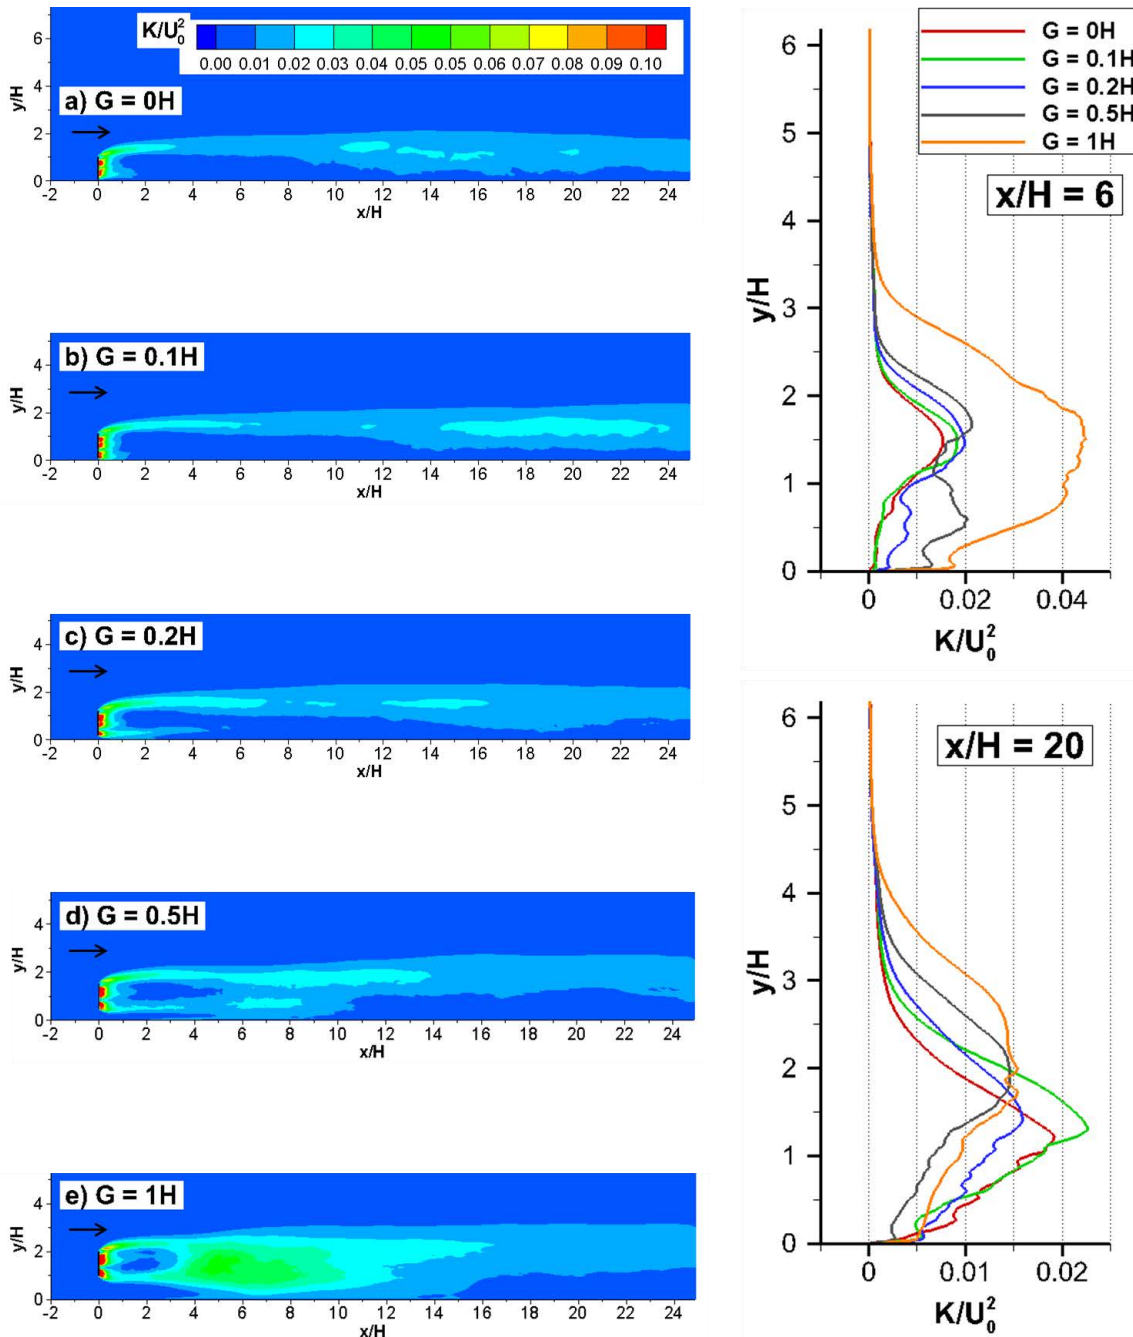 K/U₀²
0.00 0.01 0.02 0.03 0.04 0.05 0.05 0.06 0.07 0.08 0.09 0.10
a) G = 0H
y/H
6
4
2
0
-2 0 2 4 6 8 10 12 14 16 18 20 22 24
x/H
b) G = 0.1H
y/H
4
2
0
-2 0 2 4 6 8 10 12 14 16 18 20 22 24
x/H
c) G = 0.2H
y/H
4
2
0
-2 0 2 4 6 8 10 12 14 16 18 20 22 24
x/H
d) G = 0.5H
y/H
4
2
0
-2 0 2 4 6 8 10 12 14 16 18 20 22 24
x/H
e) G = 1H
y/H
4
2
0
-2 0 2 4 6 8 10 12 14 16 18 20 22 24
x/H
G = 0H
G = 0.1H
G = 0.2H
G = 0.5H
G = 1H
x/H = 6
y/H
6
5
4
3
2
1
0
0 0.02 0.04
K/U₀²
x/H = 20
y/H
6
5
4
3
2
1
0
0 0.01 0.02
K/U₀²